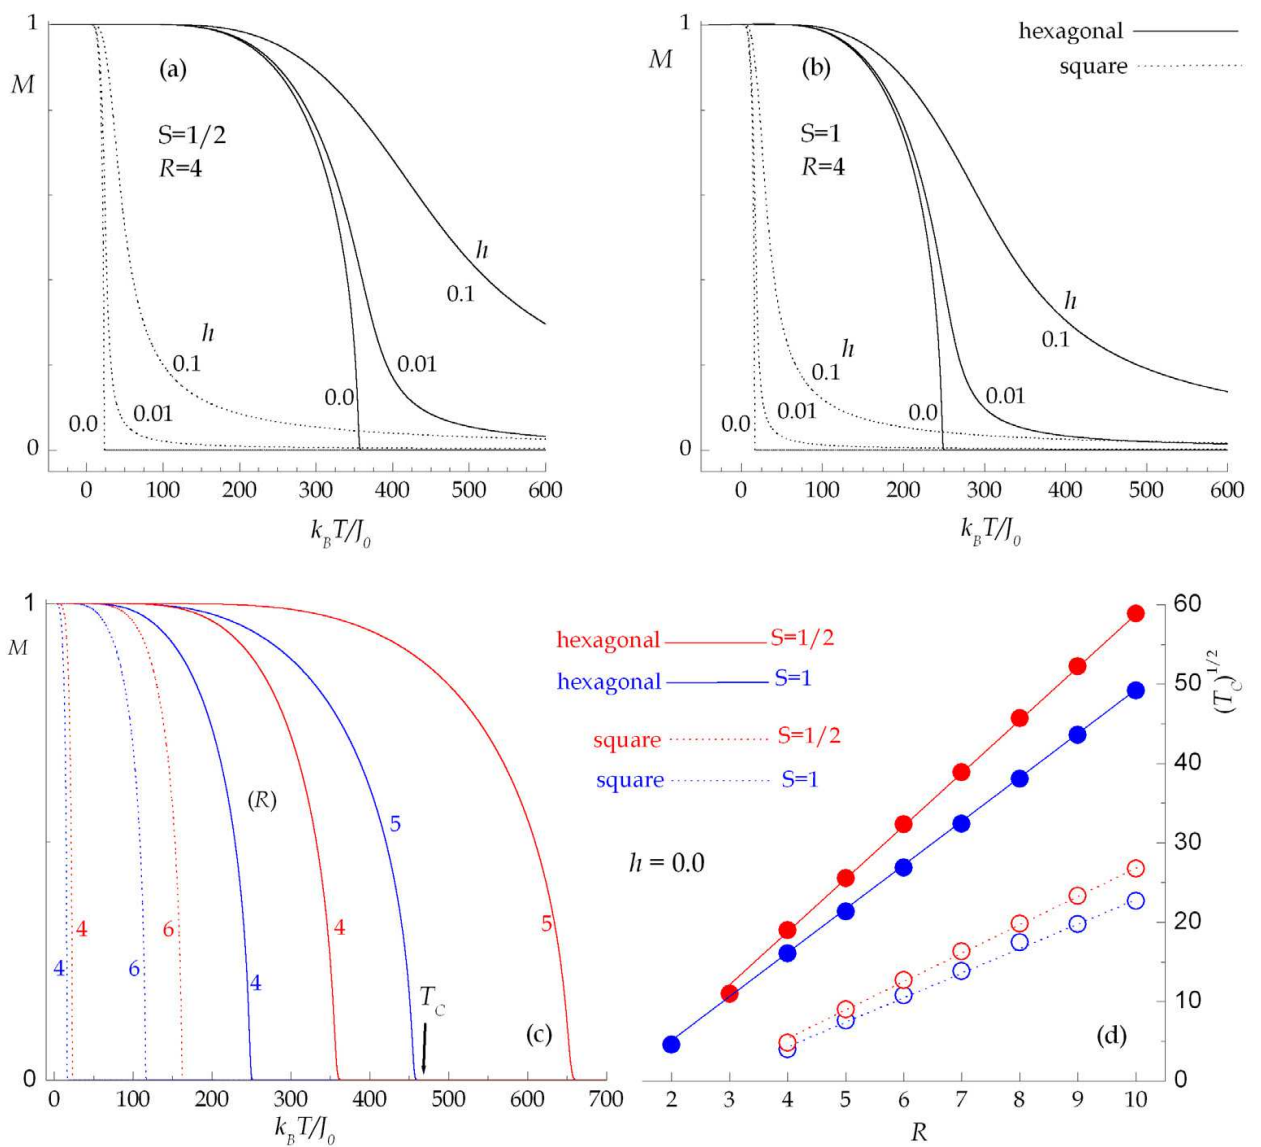 1
M
(a)
S=1/2
R=4
h
0.1
h
0.1
0.01
0.0
0.01
0.0
0
0 100 200 300 400 500 600
k_B T/J_0
1
M
(b)
hexagonal
square
S=1
R=4
h
0.1
h
0.1
0.01
0.0
0.01
0.0
0
0 100 200 300 400 500 600
k_B T/J_0
1
M
(R)
5
4
6
4
5
4
6
4
T_C
(c)
0
0 100 200 300 400 500 600 700
k_B T/J_0
hexagonal S=1/2
hexagonal S=1
square S=1/2
square S=1
h = 0.0
(d)
60
50
40
30
20
10
0
(T_C)^1/2
2 3 4 5 6 7 8 9 10
R